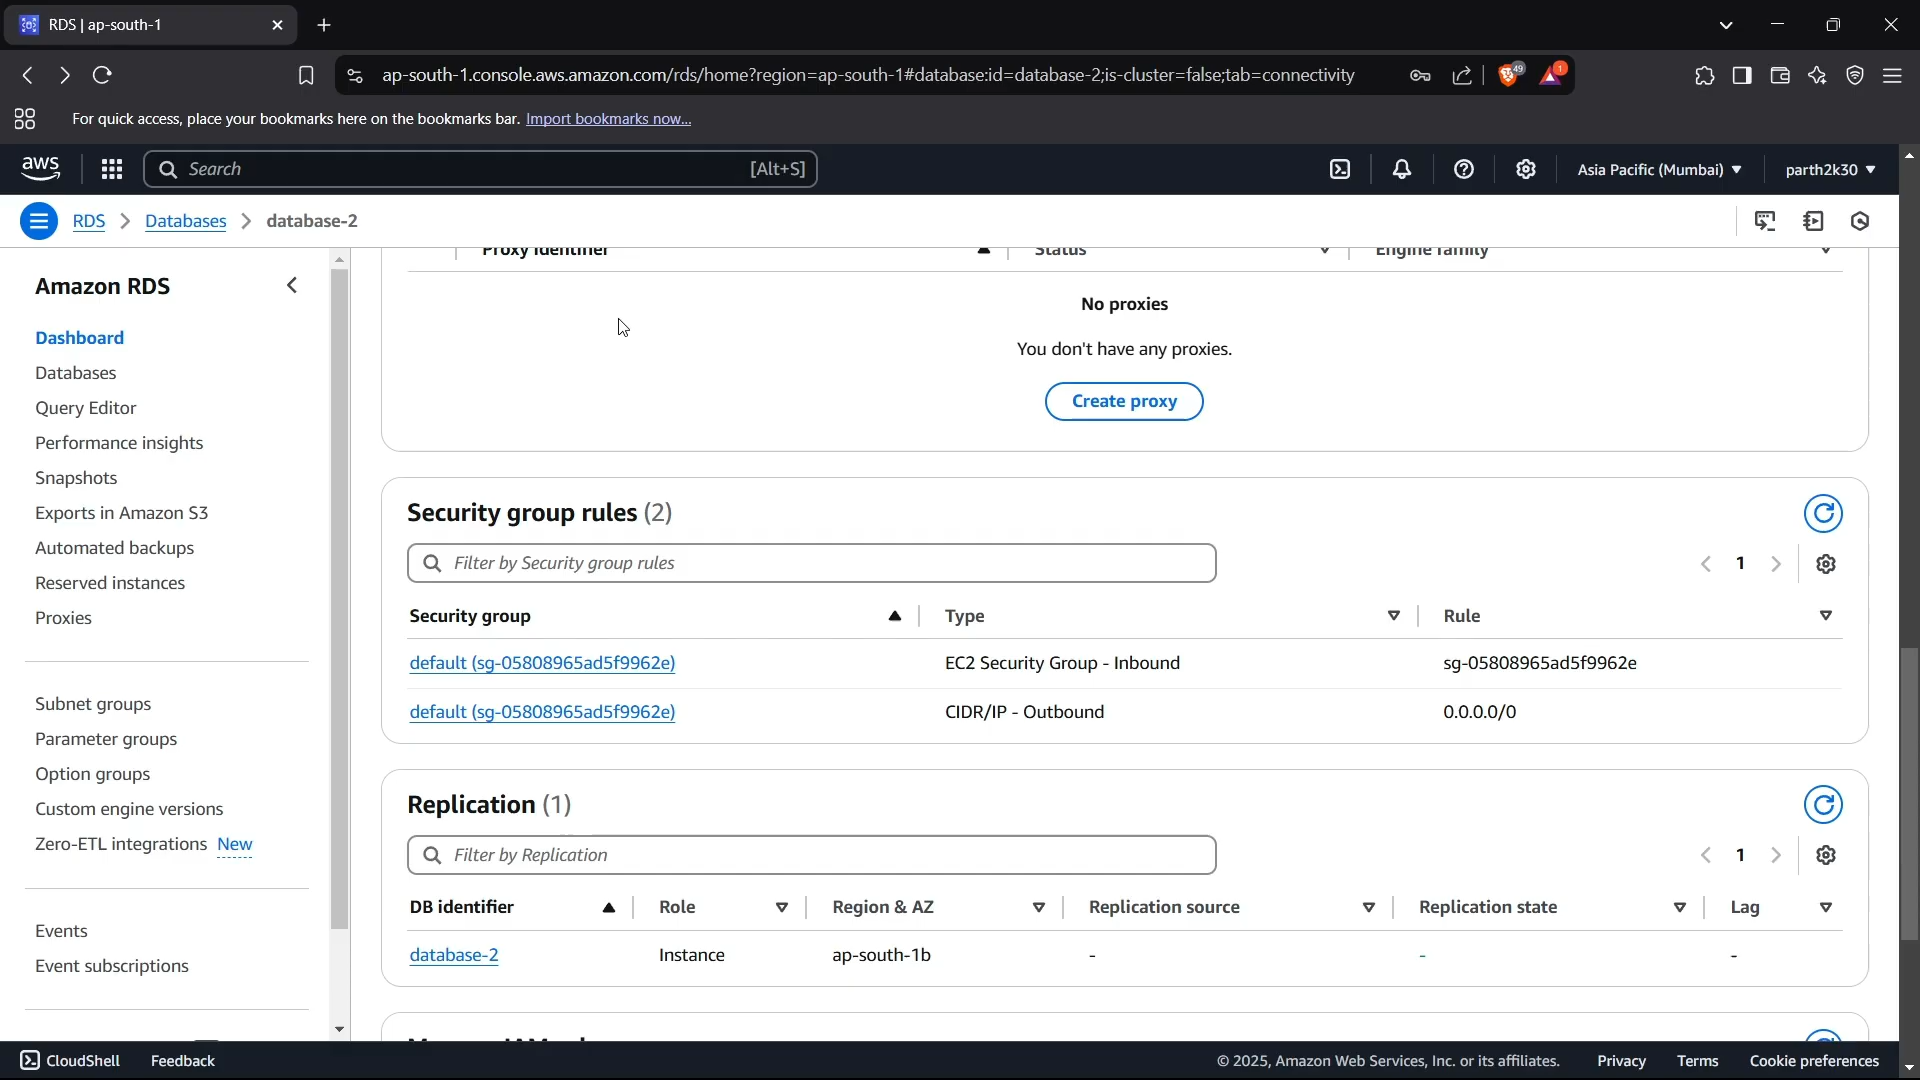 RDS | ap-south-1
ap-south-1.console.aws.amazon.com/rds/home?region=ap-south-1#database:id=database-2;is-cluster=false;tab=connectivity
49
1
For quick access, place your bookmarks here on the bookmarks bar. Import bookmarks now...
aws
Search [Alt+S]
Asia Pacific (Mumbai)
parth2k30
RDS
Databases
database-2
Amazon RDS
Dashboard
Databases
Query Editor
Performance insights
Snapshots
Exports in Amazon S3
Automated backups
Reserved instances
Proxies
Subnet groups
Parameter groups
Option groups
Custom engine versions
Zero-ETL integrations New
Events
Event subscriptions
Proxy identifier Status Engine family
No proxies
You don't have any proxies.
Create proxy
Security group rules (2)
Filter by Security group rules
1
Security group Type Rule
default (sg-05808965ad5f9962e) EC2 Security Group - Inbound sg-05808965ad5f9962e
default (sg-05808965ad5f9962e) CIDR/IP - Outbound 0.0.0.0/0
Replication (1)
Filter by Replication
1
DB identifier Role Region & AZ Replication source Replication state Lag
database-2 Instance ap-south-1b - - -
CloudShell Feedback © 2025, Amazon Web Services, Inc. or its affiliates. Privacy Terms Cookie preferences